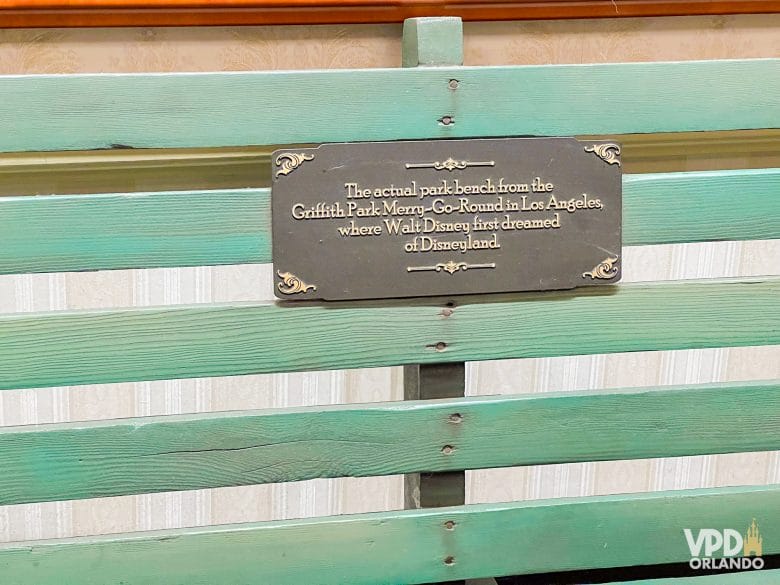 The actual park bench from the
Griffith Park Merry-Go-Round in Los Angeles,
where Walt Disney first dreamed
of Disneyland.
VPD
ORLANDO